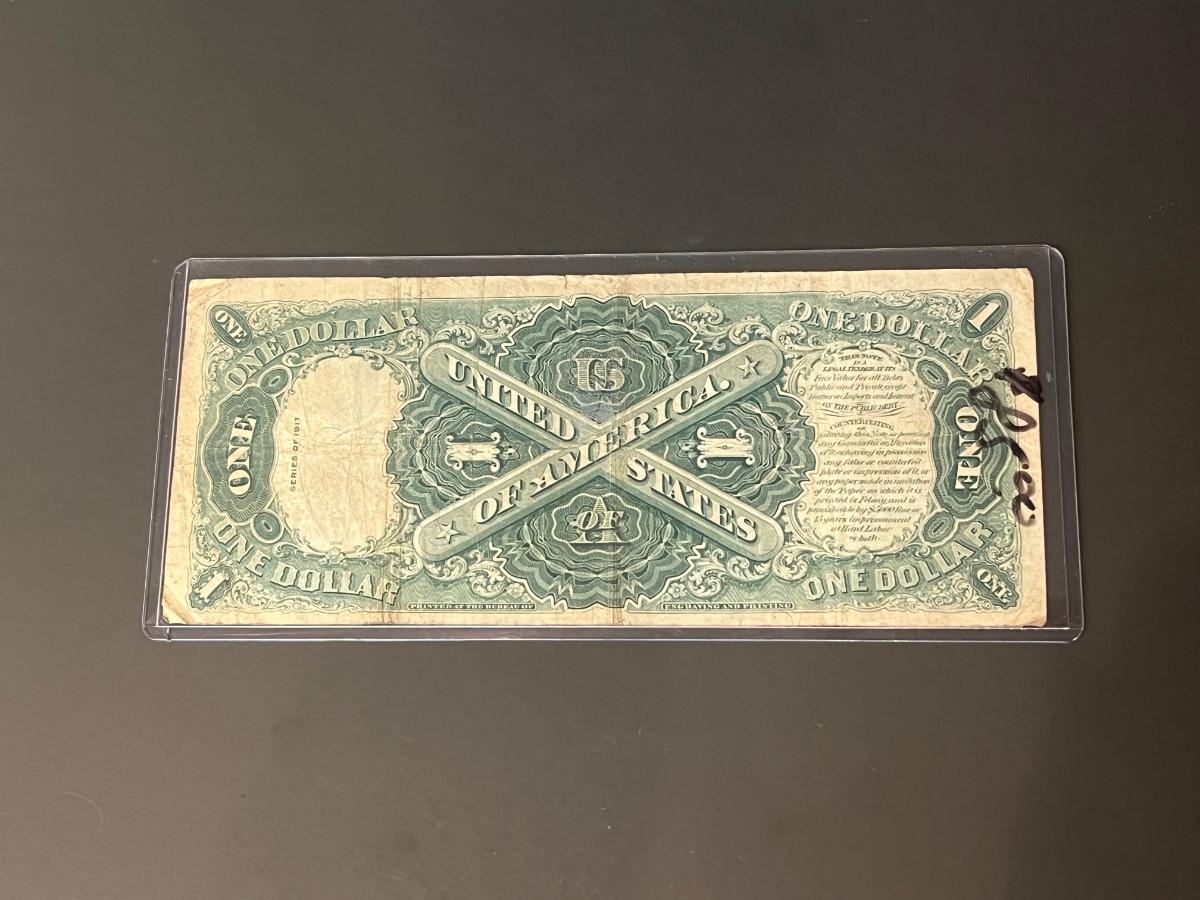 ONE
ONE DOLLAR
ONE DOLLAR
1
UNITED
STATES
OF AMERICA.
US
OF
A
1
1
ONE
SERIES OF 1917
ONE
THIS NOTE
IS A
LEGAL TENDER AT ITS
Face Value for all Debts
Public and Private, except
Duties on Imports and Interest
ON THE PUBLIC DEBT.
COUNTERFEITING
OR
altering this Note or passing
any Counterfeit or Alteration
of it, or having in possession
any false or counterfeit
plate or impression of it, or
any paper made in imitation
of the Paper on which it is
printed is Felony, and is
punishable by $5000 fine or
15 years imprisonment
at Hard Labor
or both.
1
ONE DOLLAR
ONE DOLLAR
ONE
PRINTED AT THE BUREAU OF
ENGRAVING AND PRINTING